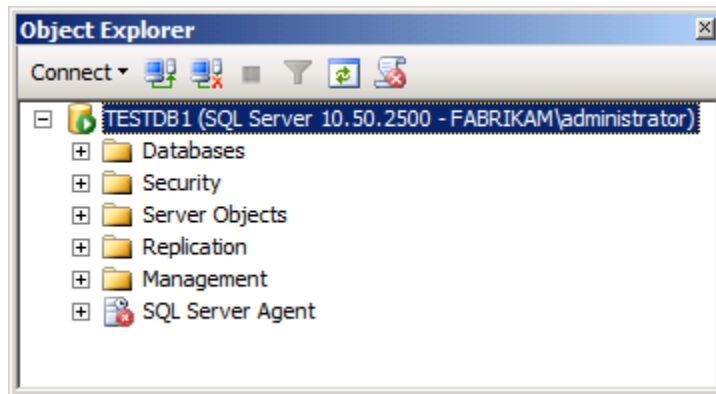 Object Explorer
Connect
TESTDB1 (SQL Server 10.50.2500 - FABRIKAM\administrator)
Databases
Security
Server Objects
Replication
Management
SQL Server Agent